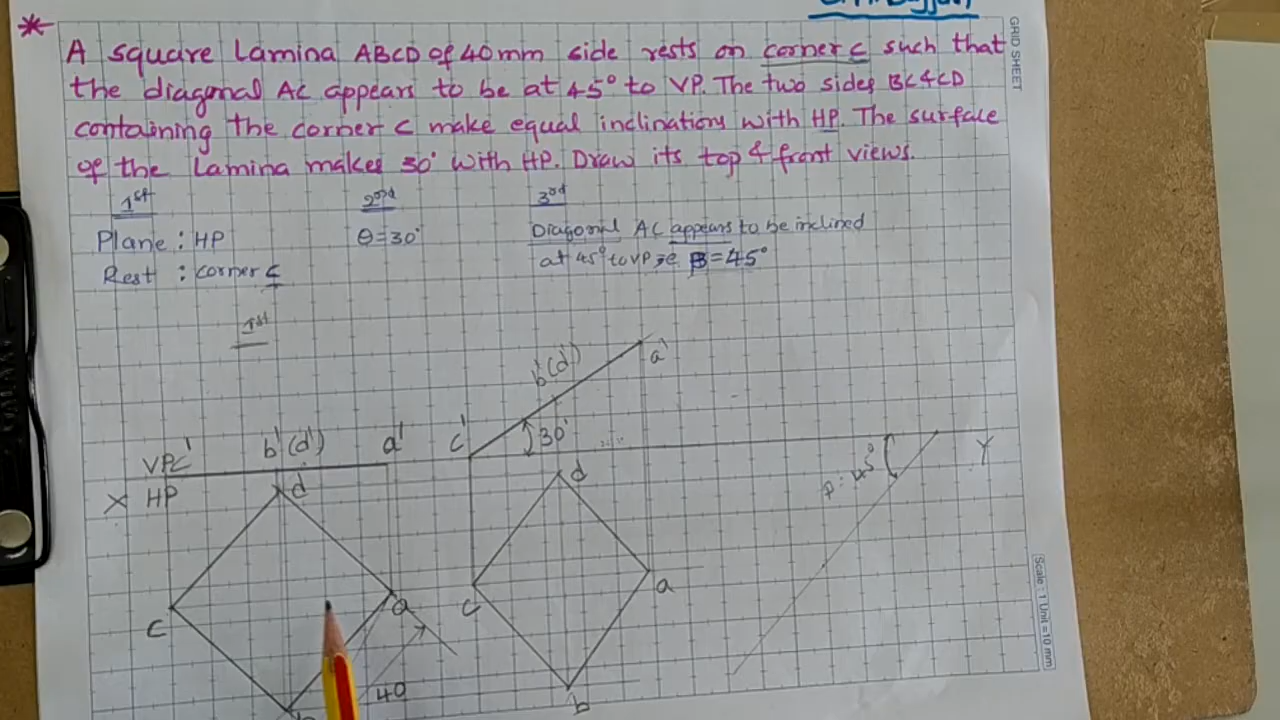 *
A square Lamina ABCD of 40mm side rests on corner C such that
the diagonal AC appears to be at 45° to VP. The two sides BC & CD
containing the corner C make equal inclinations with HP. The surface
of the Lamina makes 30° with HP. Draw its top & front views.
1st 2nd 3rd
Plane : HP θ=30° Diagonal AC appears to be inclined
Rest : corner C at 45° to VP ie β=45°
1st
b'(d') a'
VP c' b'(d') a' c' 30° Y
X HP d d β=45°
c a c a
40
b b
GRID SHEET
Scale : 1 Unit = 10 mm